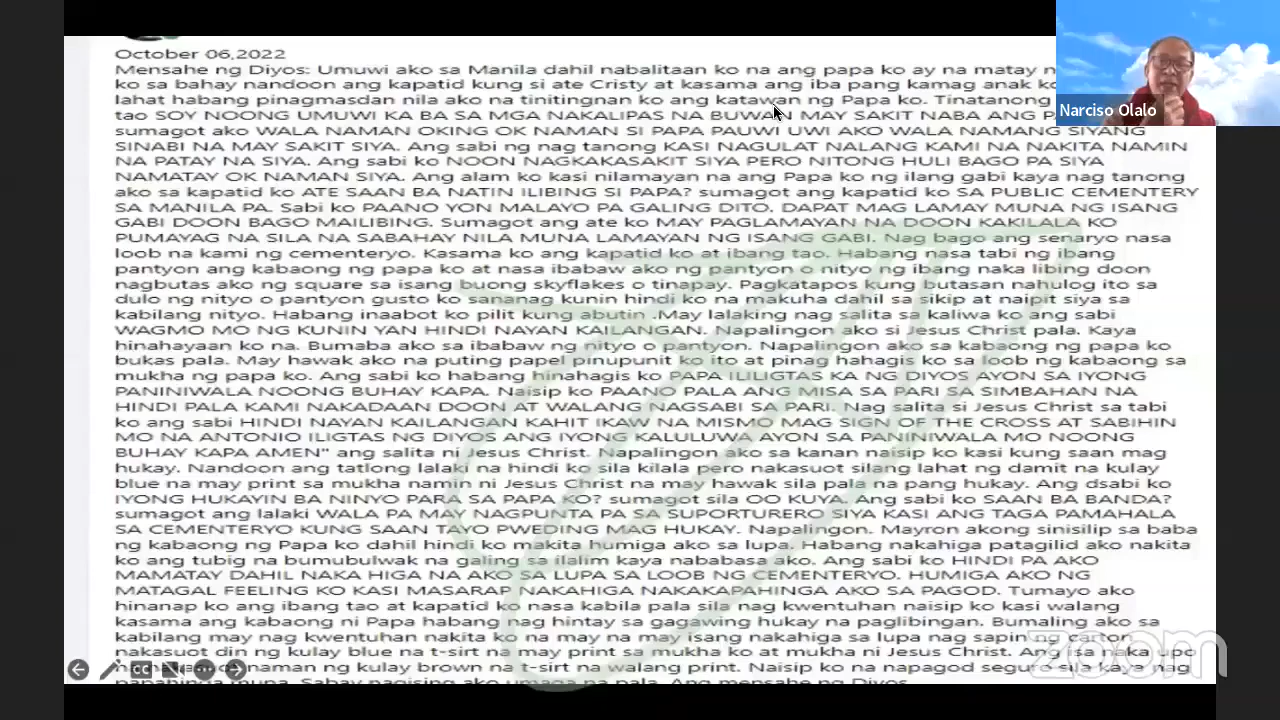 October 06,2022
Mensahe ng Diyos: Umuwi ako sa Manila dahil nabalitaan ko na ang papa ko ay na matay
ko sa bahay nandoon ang kapatid kung si ate Cristy at kasama ang iba pang kamag anak
lahat habang pinagmasdan nila ako na tinitingnan ko ang katawan ng Papa ko. Tinatanong
tao SOY NOONG UMUWI KA BA SA MGA NAKALIPAS NA BUWAN MAY SAKIT NABA ANG
Narciso Olalo
sumagot ako WALA NAMAN OKING OK NAMAN SI PAPA PAUWI UWI AKO WALA NAMANG SIYANG
SINABI NA MAY SAKIT SIYA. Ang sabi ng nag tanong KASI NAGULAT NALANG KAMI NA NAKITA NAMIN
NA PATAY NA SIYA. Ang sabi ko NOON NAGKAKASAKIT SIYA PERO NITONG HULI BAGO PA SIYA
NAMATAY OK NAMAN SIYA. Ang alam ko kasi nilamayan na ang Papa ko ng ilang gabi kaya nag tanong
ako sa kapatid ko ATE SAAN BA NATIN ILIBING SI PAPA? sumagot ang kapatid ko SA PUBLIC CEMENTERY
SA MANILA PA. Sabi ko PAANO YON MALAYO PA GALING DITO. DAPAT MAG LAMAY MUNA NG ISANG
GABI DOON BAGO MAILIBING. Sumagot ang ate ko MAY PAGLAMAYAN NA DOON KAKILALA KO
PUMAYAG NA SILA NA SABAHAY NILA MUNA LAMAYAN NG ISANG GABI. Nag bago ang senaryo nasa
loob na kami ng cementeryo. Kasama ko ang kapatid ko at ibang tao. Habang nasa tabi ng ibang
pantyon ang kabaong ng papa ko at nasa ibabaw ako ng pantyon o nityo ng ibang naka libing doon
nagbutas ako ng square sa isang buong skyflakes o tinapay. Pagkatapos kung butasan nahulog ito sa
dulo ng nityo o pantyon gusto ko sananag kunin hindi ko na makuha dahil sa sikip at naipit siya sa
kabilang nityo. Habang inaabot ko pilit kung abutin .May lalaking nag salita sa kaliwa ko ang sabi
WAGMO MO NG KUNIN YAN HINDI NAYAN KAILANGAN. Napalingon ako si Jesus Christ pala. Kaya
hinahayaan ko na. Bumaba ako sa ibabaw ng nityo o pantyon. Napalingon ako sa kabaong ng papa ko
bukas pala. May hawak ako na puting papel pinupunit ko ito at pinag hahagis ko sa loob ng kabaong sa
mukha ng papa ko. Ang sabi ko habang hinahagis ko PAPA ILILIGTAS KA NG DIYOS AYON SA IYONG
PANINIWALA NOONG BUHAY KAPA. Naisip ko PAANO PALA ANG MISA SA PARI SA SIMBAHAN NA
HINDI PALA KAMI NAKADAAN DOON AT WALANG NAGSABI SA PARI. Nag salita si Jesus Christ sa tabi
ko ang sabi HINDI NAYAN KAILANGAN KAHIT IKAW NA MISMO MAG SIGN OF THE CROSS AT SABIHIN
MO NA ANTONIO ILIGTAS NG DIYOS ANG IYONG KALULUWA AYON SA PANINIWALA MO NOONG
BUHAY KAPA AMEN" ang salita ni Jesus Christ. Napalingon ako sa kanan naisip ko kasi kung saan mag
hukay. Nandoon ang tatlong lalaki na hindi ko sila kilala pero nakasuot silang lahat ng damit na kulay
blue na may print sa mukha namin ni Jesus Christ na may hawak sila pala na pang hukay. Ang dsabi ko
IYONG HUKAYIN BA NINYO PARA SA PAPA KO? sumagot sila OO KUYA. Ang sabi ko SAAN BA BANDA?
sumagot ang lalaki WALA PA MAY NAGPUNTA PA SA SUPORTURERO SIYA KASI ANG TAGA PAMAHALA
SA CEMENTERYO KUNG SAAN TAYO PWEDING MAG HUKAY. Napalingon. Mayron akong sinisilip sa baba
ng kabaong ng Papa ko dahil hindi ko makita humiga ako sa lupa. Habang nakahiga patagilid ako nakita
ko ang tubig na bumubulwak na galing sa ilalim kaya nababasa ako. Ang sabi ko HINDI PA AKO
MAMATAY DAHIL NAKA HIGA NA AKO SA LUPA SA LOOB NG CEMENTERYO. HUMIGA AKO NG
MATAGAL FEELING KO KASI MASARAP NAKAHIGA NAKAKAPAHINGA AKO SA PAGOD. Tumayo ako
hinanap ko ang ibang tao at kapatid ko nasa kabila pala sila nag kwentuhan naisip ko kasi walang
kasama ang kabaong ni Papa habang nag hintay sa gagawing hukay na paglibingan. Bumaling ako sa
kabilang may nag kwentuhan nakita ko na may na may isang nakahiga sa lupa nag sapin ng carton
nakasuot din ng kulay blue na t-sirt na may print sa mukha ko at mukha ni Jesus Christ. Ang isa
naman ng kulay brown na t-sirt na walang print. Naisip ko na napagod seguro sila kaya nag
papahinga muna. Sabay nagising ako umaga na pala. Ang mensahe ng Diyos
zoom